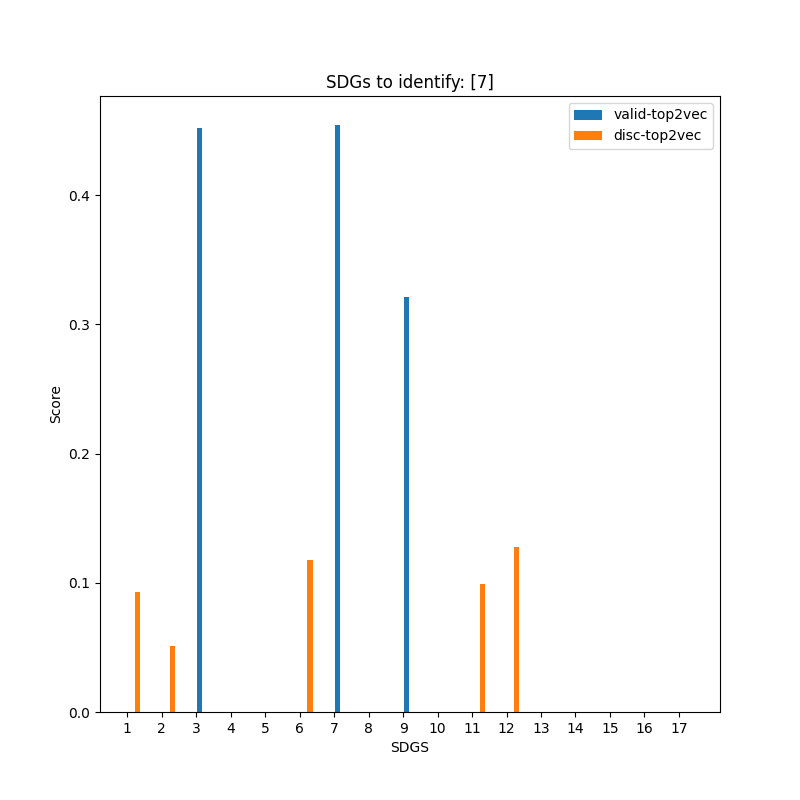 SDGs to identify: [7]
valid-top2vec
disc-top2vec
Score
0.4
0.3
0.2
0.1
0.0
1 2 3 4 5 6 7 8 9 10 11 12 13 14 15 16 17
SDGS